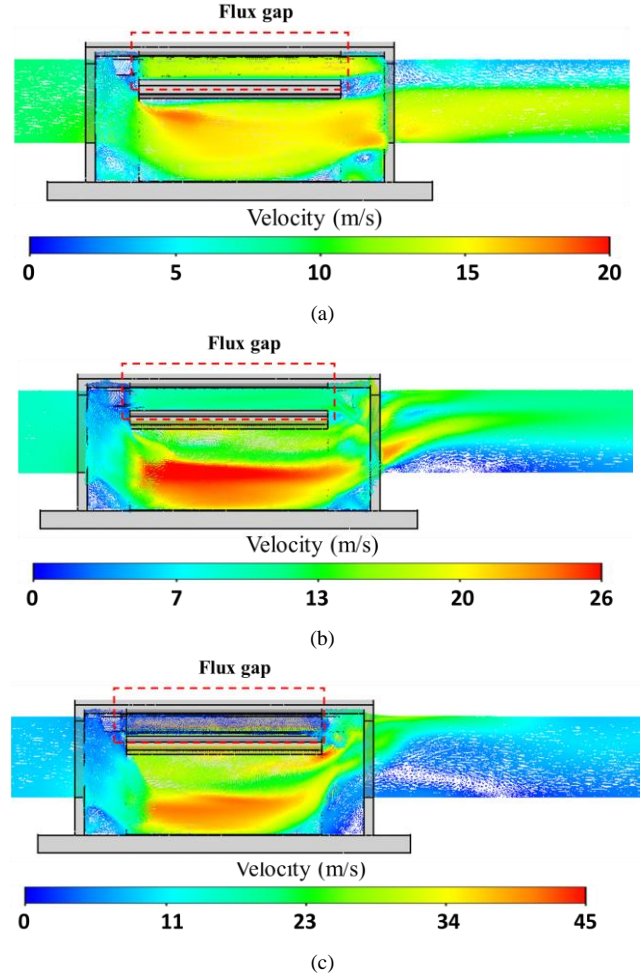 Flux gap
Velocity (m/s)
0 5 10 15 20
(a)
Flux gap
Velocity (m/s)
0 7 13 20 26
(b)
Flux gap
Velocity (m/s)
0 11 23 34 45
(c)